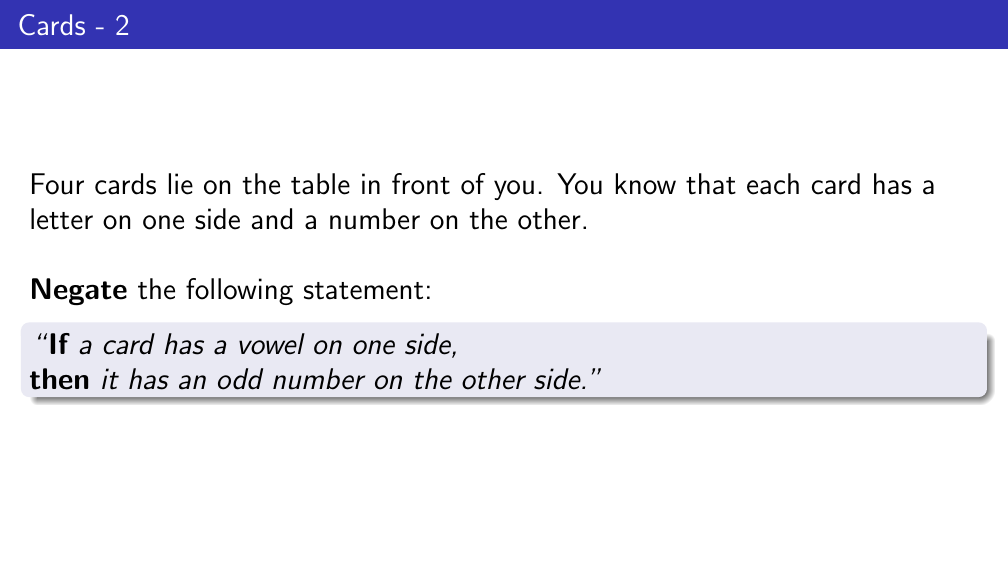 Cards - 2
Four cards lie on the table in front of you. You know that each card has a
letter on one side and a number on the other.
Negate the following statement:
“If a card has a vowel on one side,
then it has an odd number on the other side.”